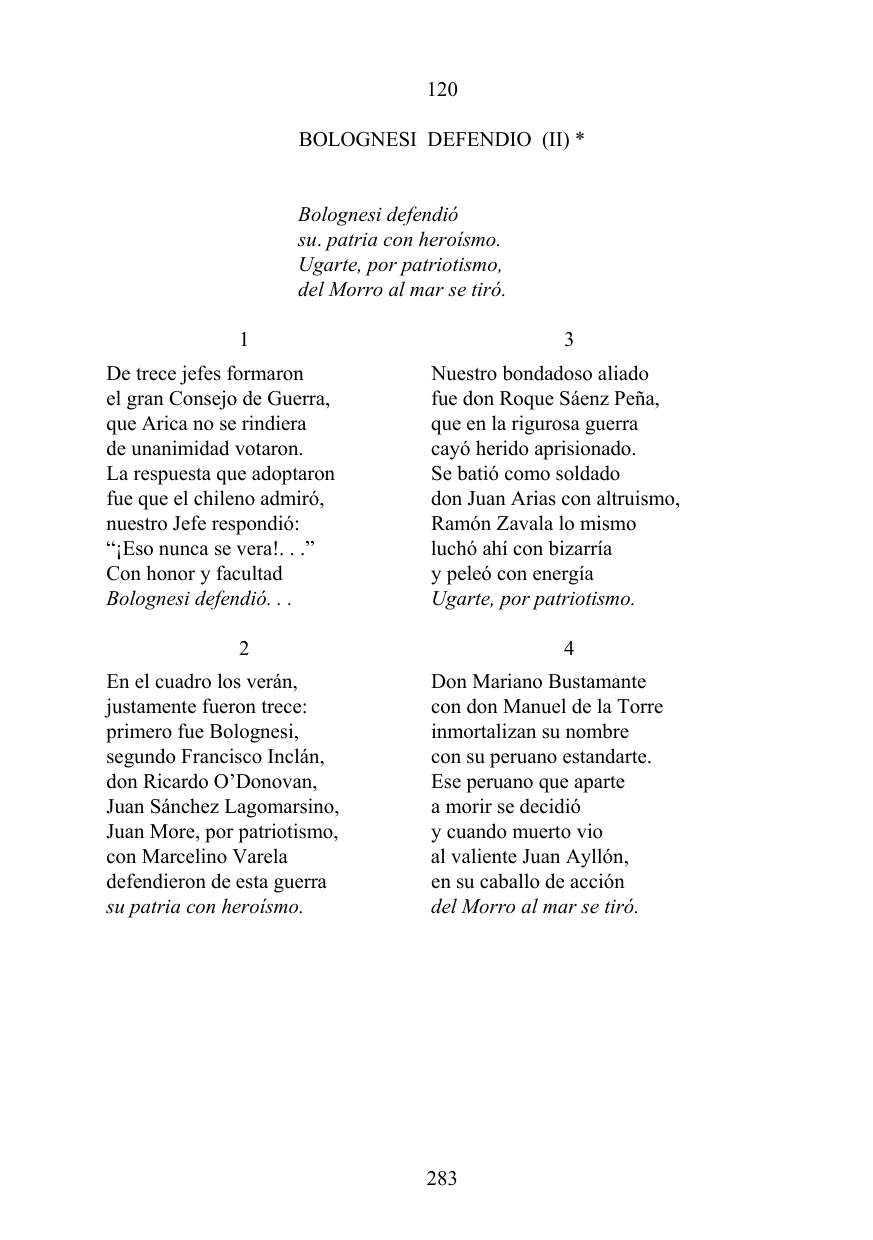 120
BOLOGNESI DEFENDIO (II) *
Bolognesi defendió
su. patria con heroísmo.
Ugarte, por patriotismo,
del Morro al mar se tiró.
1
De trece jefes formaron
el gran Consejo de Guerra,
que Arica no se rindiera
de unanimidad votaron.
La respuesta que adoptaron
fue que el chileno admiró,
nuestro Jefe respondió:
“¡Eso nunca se vera!. . .”
Con honor y facultad
Bolognesi defendió. . .
2
En el cuadro los verán,
justamente fueron trece:
primero fue Bolognesi,
segundo Francisco Inclán,
don Ricardo O’Donovan,
Juan Sánchez Lagomarsino,
Juan More, por patriotismo,
con Marcelino Varela
defendieron de esta guerra
su patria con heroísmo.
3
Nuestro bondadoso aliado
fue don Roque Sáenz Peña,
que en la rigurosa guerra
cayó herido aprisionado.
Se batió como soldado
don Juan Arias con altruismo,
Ramón Zavala lo mismo
luchó ahí con bizarría
y peleó con energía
Ugarte, por patriotismo.
4
Don Mariano Bustamante
con don Manuel de la Torre
inmortalizan su nombre
con su peruano estandarte.
Ese peruano que aparte
a morir se decidió
y cuando muerto vio
al valiente Juan Ayllón,
en su caballo de acción
del Morro al mar se tiró.
283